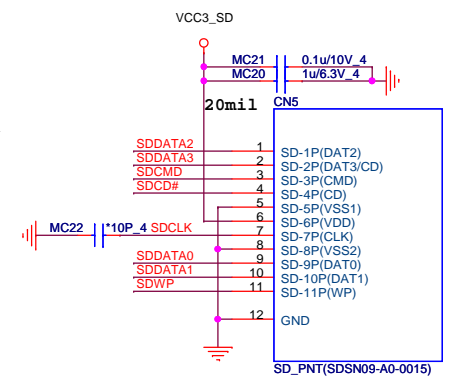 VCC3_SD
MC21 0.1u/10V_4
MC20 1u/6.3V_4
20mil CN5
SDDATA2 1 SD-1P(DAT2)
SDDATA3 2 SD-2P(DAT3/CD)
SDCMD 3 SD-3P(CMD)
SDCD# 4 SD-4P(CD)
5 SD-5P(VSS1)
6 SD-6P(VDD)
MC22 *10P_4 SDCLK 7 SD-7P(CLK)
8 SD-8P(VSS2)
SDDATA0 9 SD-9P(DAT0)
SDDATA1 10 SD-10P(DAT1)
SDWP 11 SD-11P(WP)
12 GND
SD_PNT(SDSN09-A0-0015)